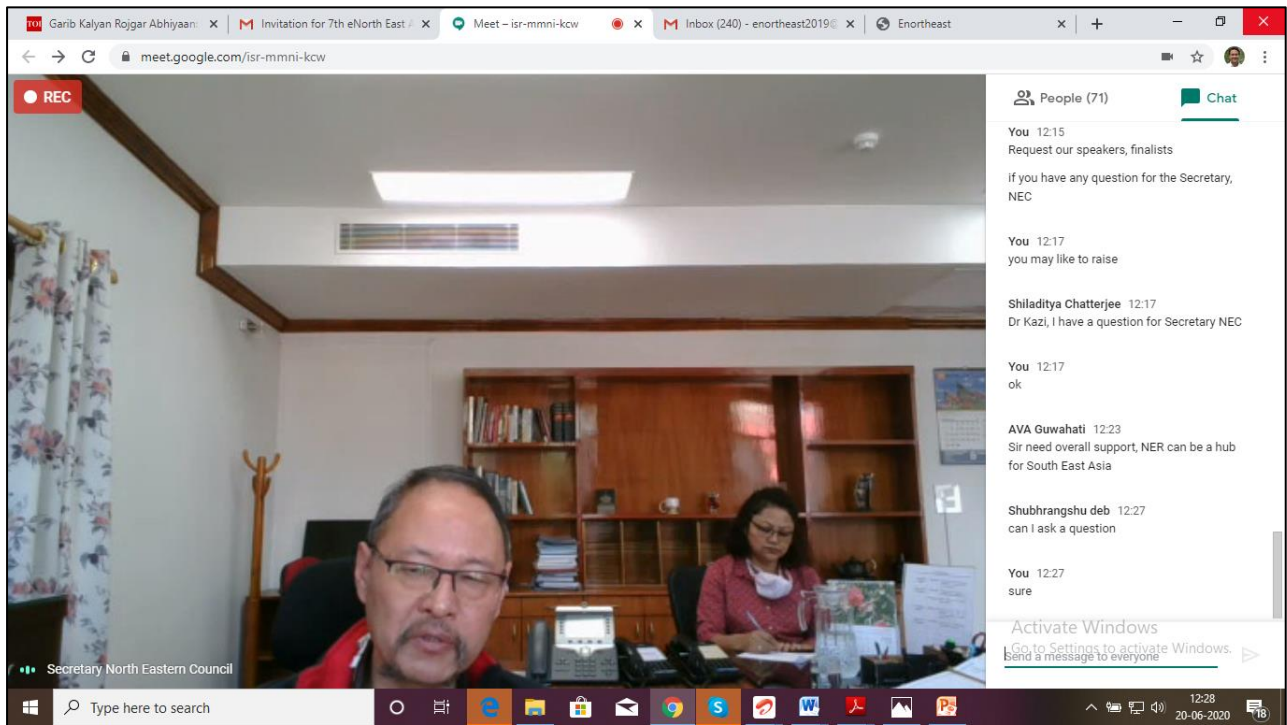 TOI Garib Kalyan Rojgar Abhiyaan:
Invitation for 7th eNorth East A
Meet – isr-mmni-kcw
Inbox (240) - enortheast2019@
Enortheast
meet.google.com/isr-mmni-kcw
REC
People (71)
Chat
You 12:15
Request our speakers, finalists
if you have any question for the Secretary,
NEC
You 12:17
you may like to raise
Shiladitya Chatterjee 12:17
Dr Kazi, I have a question for Secretary NEC
You 12:17
ok
AVA Guwahati 12:23
Sir need overall support, NER can be a hub
for South East Asia
Shubhrangshu deb 12:27
can I ask a question
You 12:27
sure
Activate Windows
Go to Settings to activate Windows.
Send a message to everyone
Secretary North Eastern Council
Type here to search
12:28
20-06-2020
18